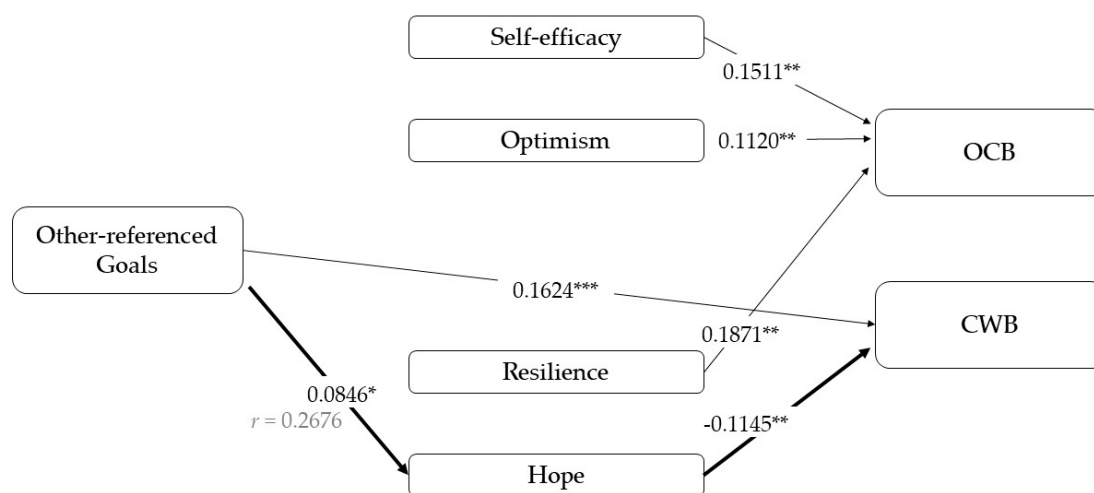 Self-efficacy
0.1511**
Optimism
0.1120**
OCB
Other-referenced
Goals
0.1624***
CWB
0.1871**
Resilience
0.0846*
r = 0.2676
-0.1145**
Hope